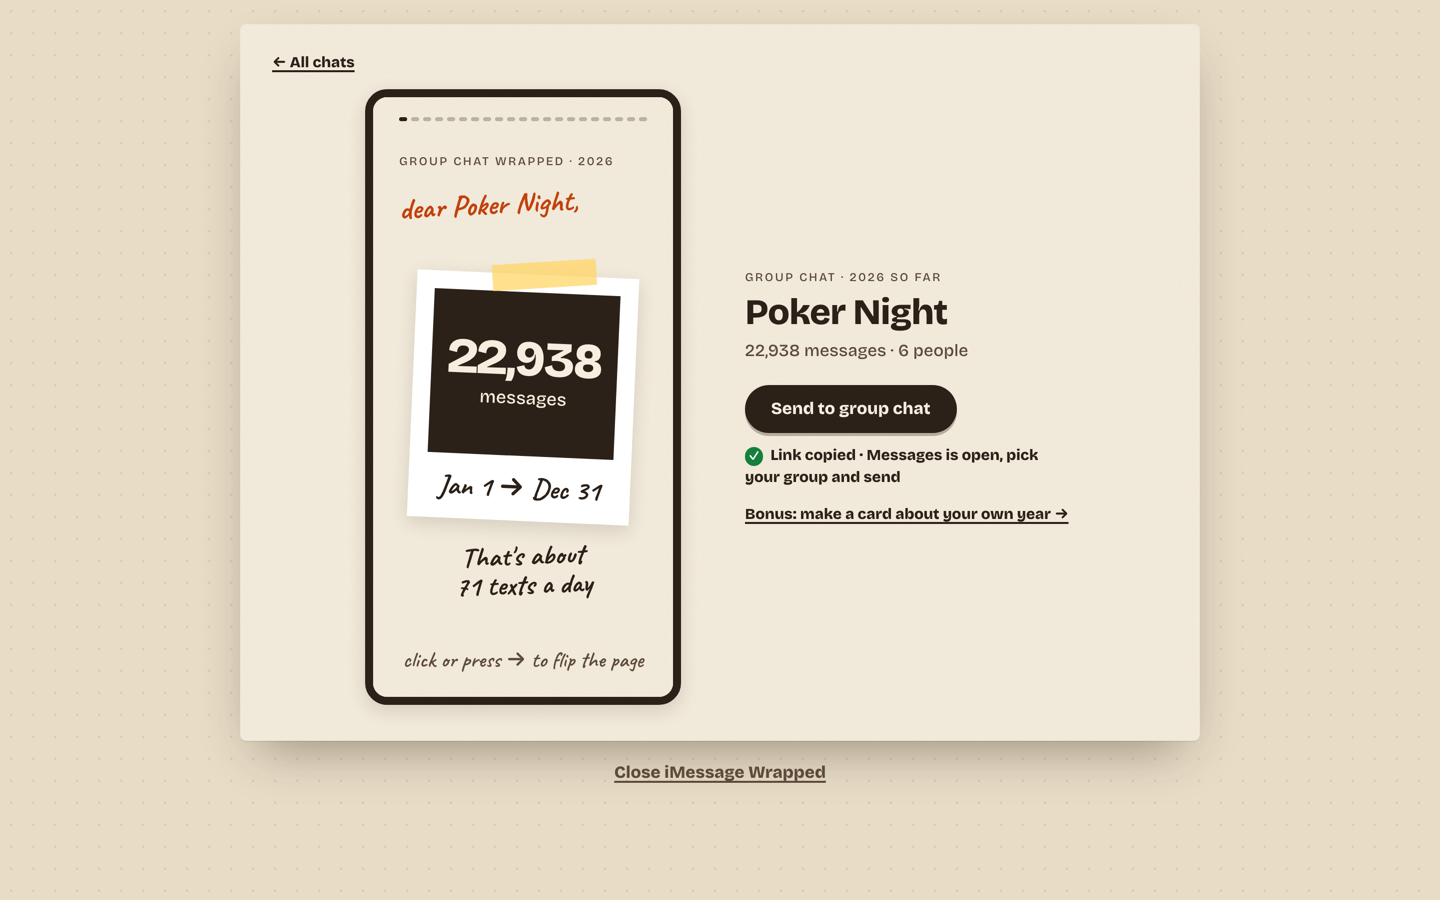 ← All chats
GROUP CHAT WRAPPED · 2026
dear Poker Night,
22,938
messages
Jan 1 → Dec 31
That's about
71 texts a day
click or press → to flip the page
GROUP CHAT · 2026 SO FAR
Poker Night
22,938 messages · 6 people
Send to group chat
Link copied · Messages is open, pick
your group and send
Bonus: make a card about your own year →
Close iMessage Wrapped